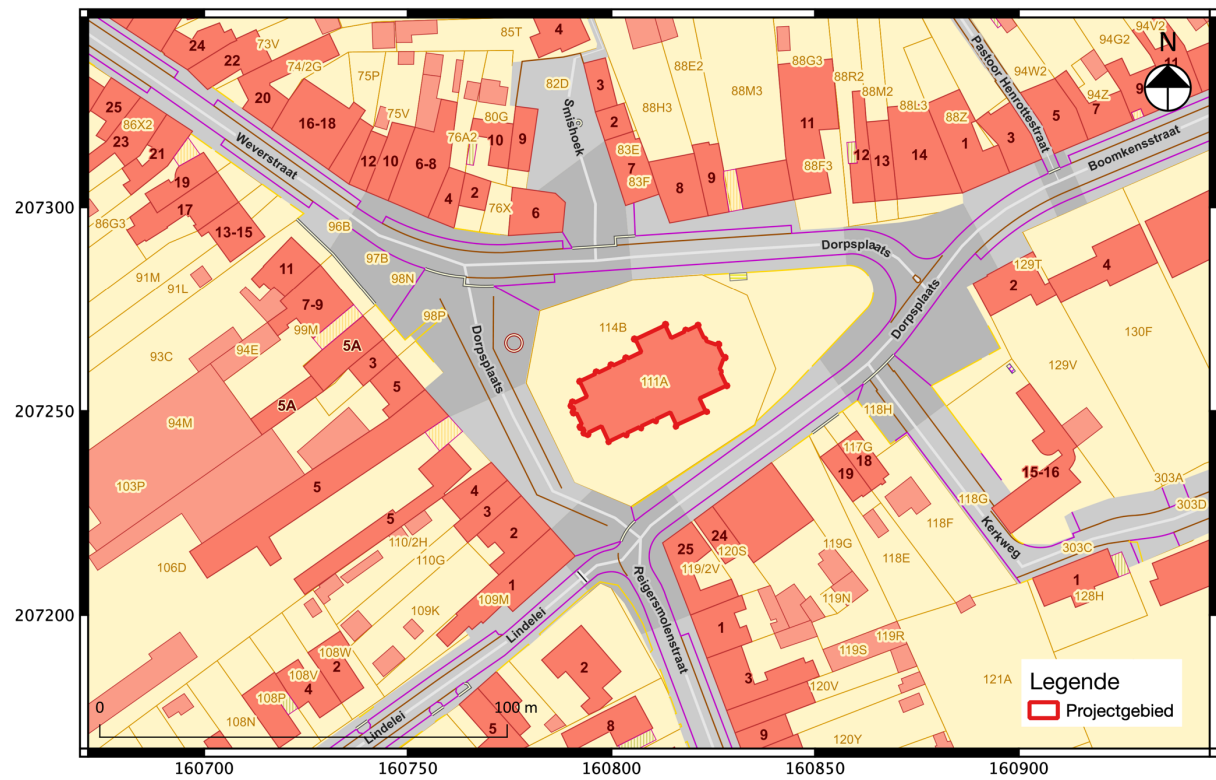 24
22
73V
85T
4
74/2G
75P
82D
3
88E2
88G3
88R2
Pastoor Henrottestraat
94V2
94G2
11
N
94W2
94Z
9
25
86X2
23
21
20
16-18
75V
76A2
80G
10
9
Smishoek
88H3
2
83E
88M3
11
88M2
88L3
88Z
5
7
3
1
14
13
12
Boomkensstraat
Weverstraat
12
10
6-8
4
2
76X
6
7
83F
8
9
88F3
19
17
13-15
86G3
96B
97B
98N
98P
Dorpsplaats
Dorpsplaats
129T
2
4
130F
207300
91M
91L
11
7-9
99M
94E
93C
5A
3
5
5A
Dorpsplaats
114B
111A
129V
207250
94M
103P
5
5
118H
117G
18
19
15-16
118G
118F
118E
Kerkweg
303A
303D
303C
1
128H
4
3
2
1
106D
110/2H
110G
109K
109M
25
24
120S
119/2V
119G
119N
119R
119S
Reigersmolenstraat
Lindelei
1
3
9
120V
120Y
121A
207200
108W
2
108V
4
108P
108N
2
5
8
Lindelei
0
100 m
Legende
Projectgebied
160700
160750
160800
160850
160900